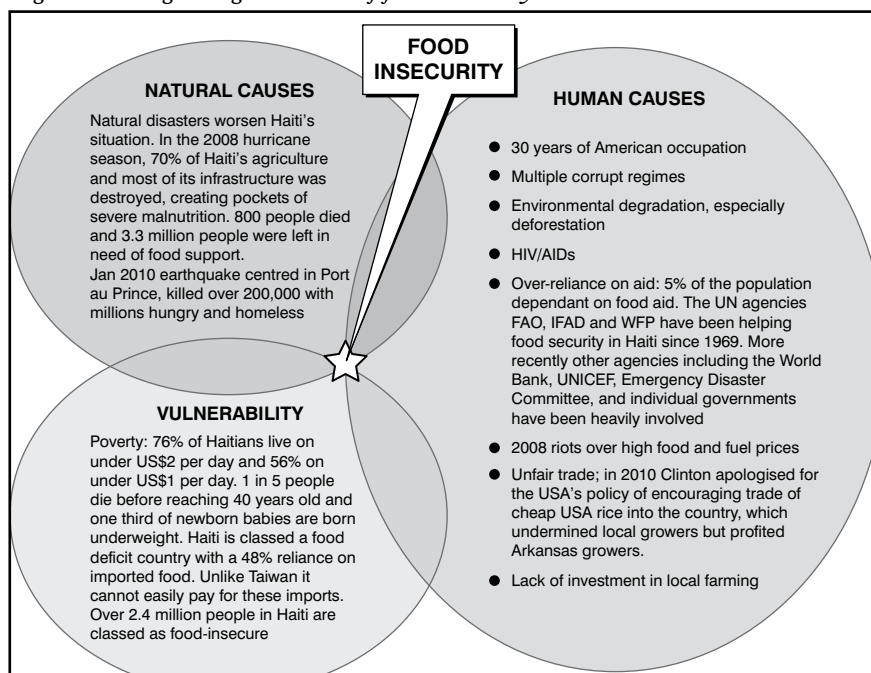 FOOD
INSECURITY
NATURAL CAUSES
Natural disasters worsen Haiti's
situation. In the 2008 hurricane
season, 70% of Haiti's agriculture
and most of its infrastructure was
destroyed, creating pockets of
severe malnutrition. 800 people died
and 3.3 million people were left in
need of food support.
Jan 2010 earthquake centred in Port
au Prince, killed over 200,000 with
millions hungry and homeless
VULNERABILITY
Poverty: 76% of Haitians live on
under US$2 per day and 56% on
under US$1 per day. 1 in 5 people
die before reaching 40 years old and
one third of newborn babies are born
underweight. Haiti is classed a food
deficit country with a 48% reliance on
imported food. Unlike Taiwan it
cannot easily pay for these imports.
Over 2.4 million people in Haiti are
classed as food-insecure
HUMAN CAUSES
● 30 years of American occupation
● Multiple corrupt regimes
● Environmental degradation, especially
deforestation
● HIV/AIDs
● Over-reliance on aid: 5% of the population
dependant on food aid. The UN agencies
FAO, IFAD and WFP have been helping
food security in Haiti since 1969. More
recently other agencies including the World
Bank, UNICEF, Emergency Disaster
Committee, and individual governments
have been heavily involved
● 2008 riots over high food and fuel prices
● Unfair trade; in 2010 Clinton apologised for
the USA's policy of encouraging trade of
cheap USA rice into the country, which
undermined local growers but profited
Arkansas growers.
● Lack of investment in local farming